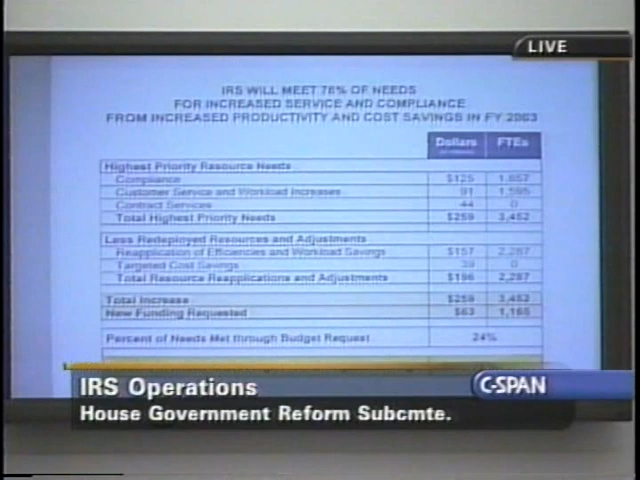 LIVE
IRS WILL MEET 76% OF NEEDS
FOR INCREASED SERVICE AND COMPLIANCE
FROM INCREASED PRODUCTIVITY AND COST SAVINGS IN FY 2003
Dollars FTEs
Highest Priority Resource Needs
Compliance $125 1,857
Customer Service and Workload Increases 91 1,595
Contract Services 44 0
Total Highest Priority Needs $259 3,452
Less Redeployed Resources and Adjustments
Reapplication of Efficiencies and Workload Savings $157 2,287
Targeted Cost Savings 39 0
Total Resource Reapplications and Adjustments $196 2,287
Total Increase $259 3,452
New Funding Requested $63 1,165
Percent of Needs Met through Budget Request 24%
IRS Operations
C-SPAN
House Government Reform Subcmte.